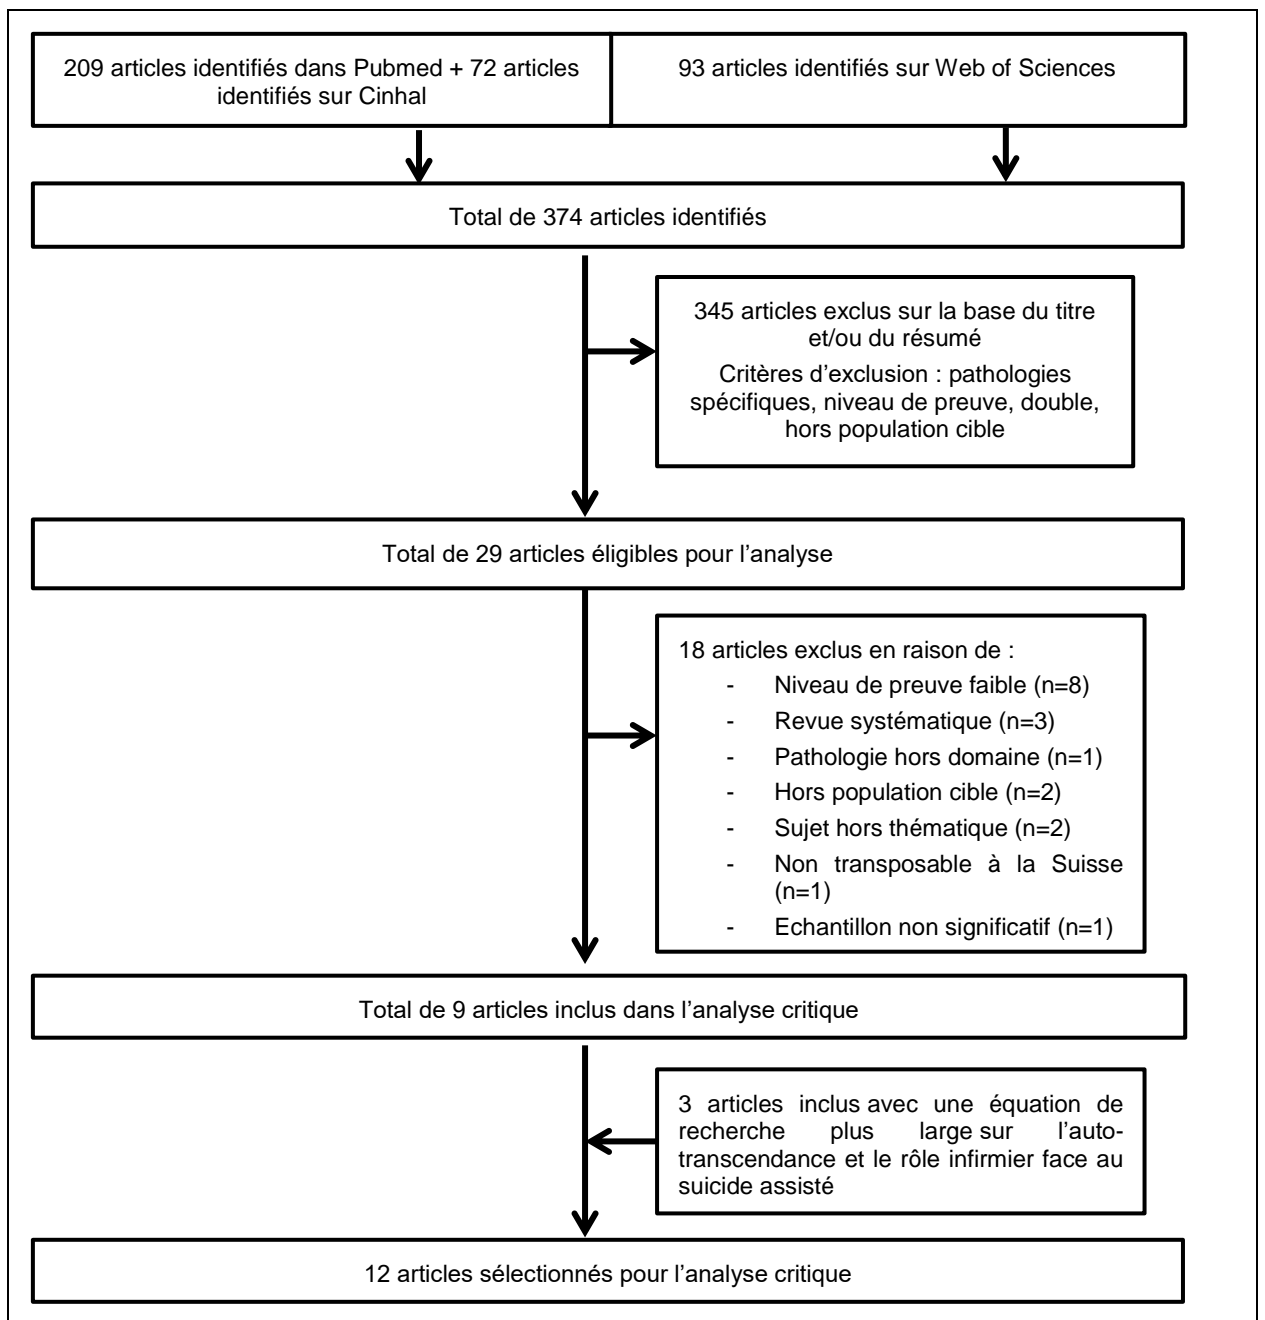 209 articles identifiés dans Pubmed + 72 articles
identifiés sur Cinhal
93 articles identifiés sur Web of Sciences
Total de 374 articles identifiés
345 articles exclus sur la base du titre
et/ou du résumé
Critères d’exclusion : pathologies
spécifiques, niveau de preuve, double,
hors population cible
Total de 29 articles éligibles pour l’analyse
18 articles exclus en raison de :
- Niveau de preuve faible (n=8)
- Revue systématique (n=3)
- Pathologie hors domaine (n=1)
- Hors population cible (n=2)
- Sujet hors thématique (n=2)
- Non transposable à la Suisse
(n=1)
- Echantillon non significatif (n=1)
Total de 9 articles inclus dans l’analyse critique
3 articles inclus avec une équation de
recherche plus large sur l’auto-
transcendance et le rôle infirmier face au
suicide assisté
12 articles sélectionnés pour l’analyse critique